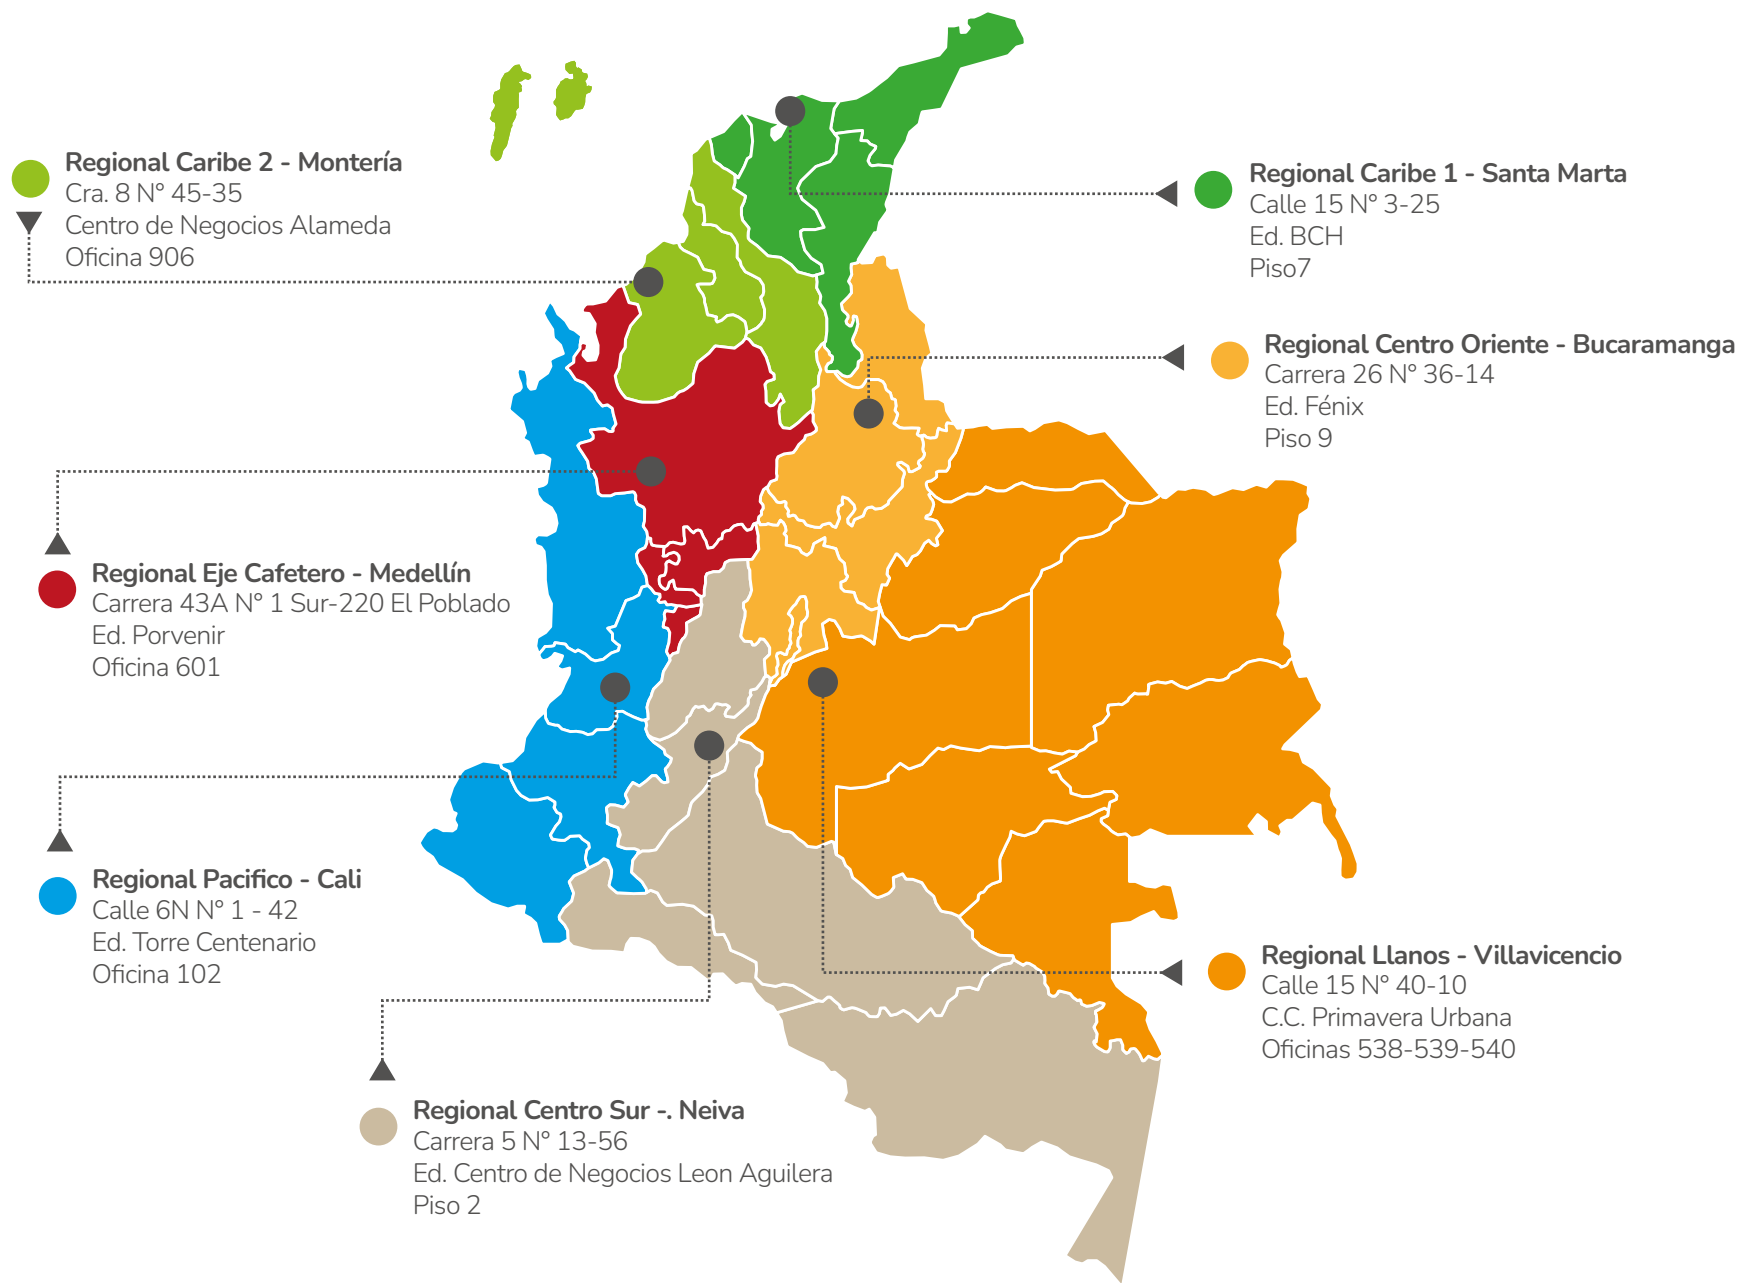 Regional Caribe 2 - Montería
Cra. 8 N° 45-35
Centro de Negocios Alameda
Oficina 906
Regional Caribe 1 - Santa Marta
Calle 15 N° 3-25
Ed. BCH
Piso7
Regional Centro Oriente - Bucaramanga
Carrera 26 N° 36-14
Ed. Fénix
Piso 9
Regional Eje Cafetero - Medellín
Carrera 43A N° 1 Sur-220 El Poblado
Ed. Porvenir
Oficina 601
Regional Pacifico - Cali
Calle 6N N° 1 - 42
Ed. Torre Centenario
Oficina 102
Regional Llanos - Villavicencio
Calle 15 N° 40-10
C.C. Primavera Urbana
Oficinas 538-539-540
Regional Centro Sur -. Neiva
Carrera 5 N° 13-56
Ed. Centro de Negocios Leon Aguilera
Piso 2